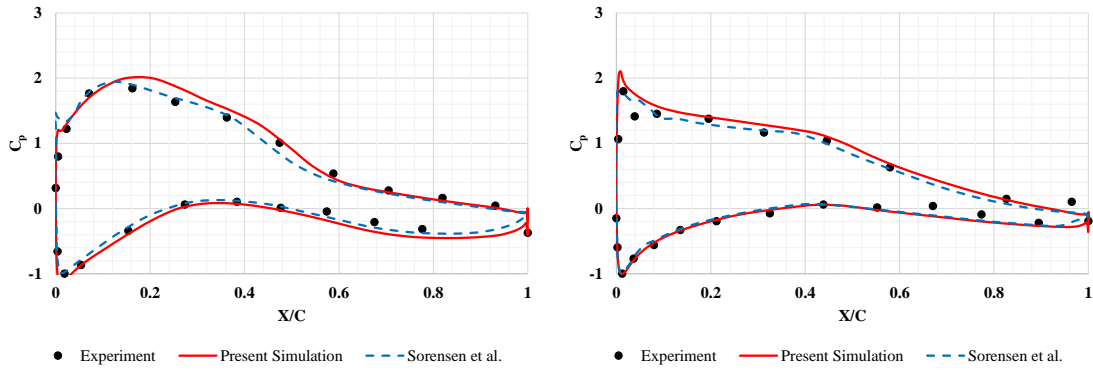 3
2
1
0
-1
C_p
0
0.2
0.4
0.6
0.8
1
X/C
Experiment
Present Simulation
Sorensen et al.
3
2
1
0
-1
C_p
0
0.2
0.4
0.6
0.8
1
X/C
Experiment
Present Simulation
Sorensen et al.